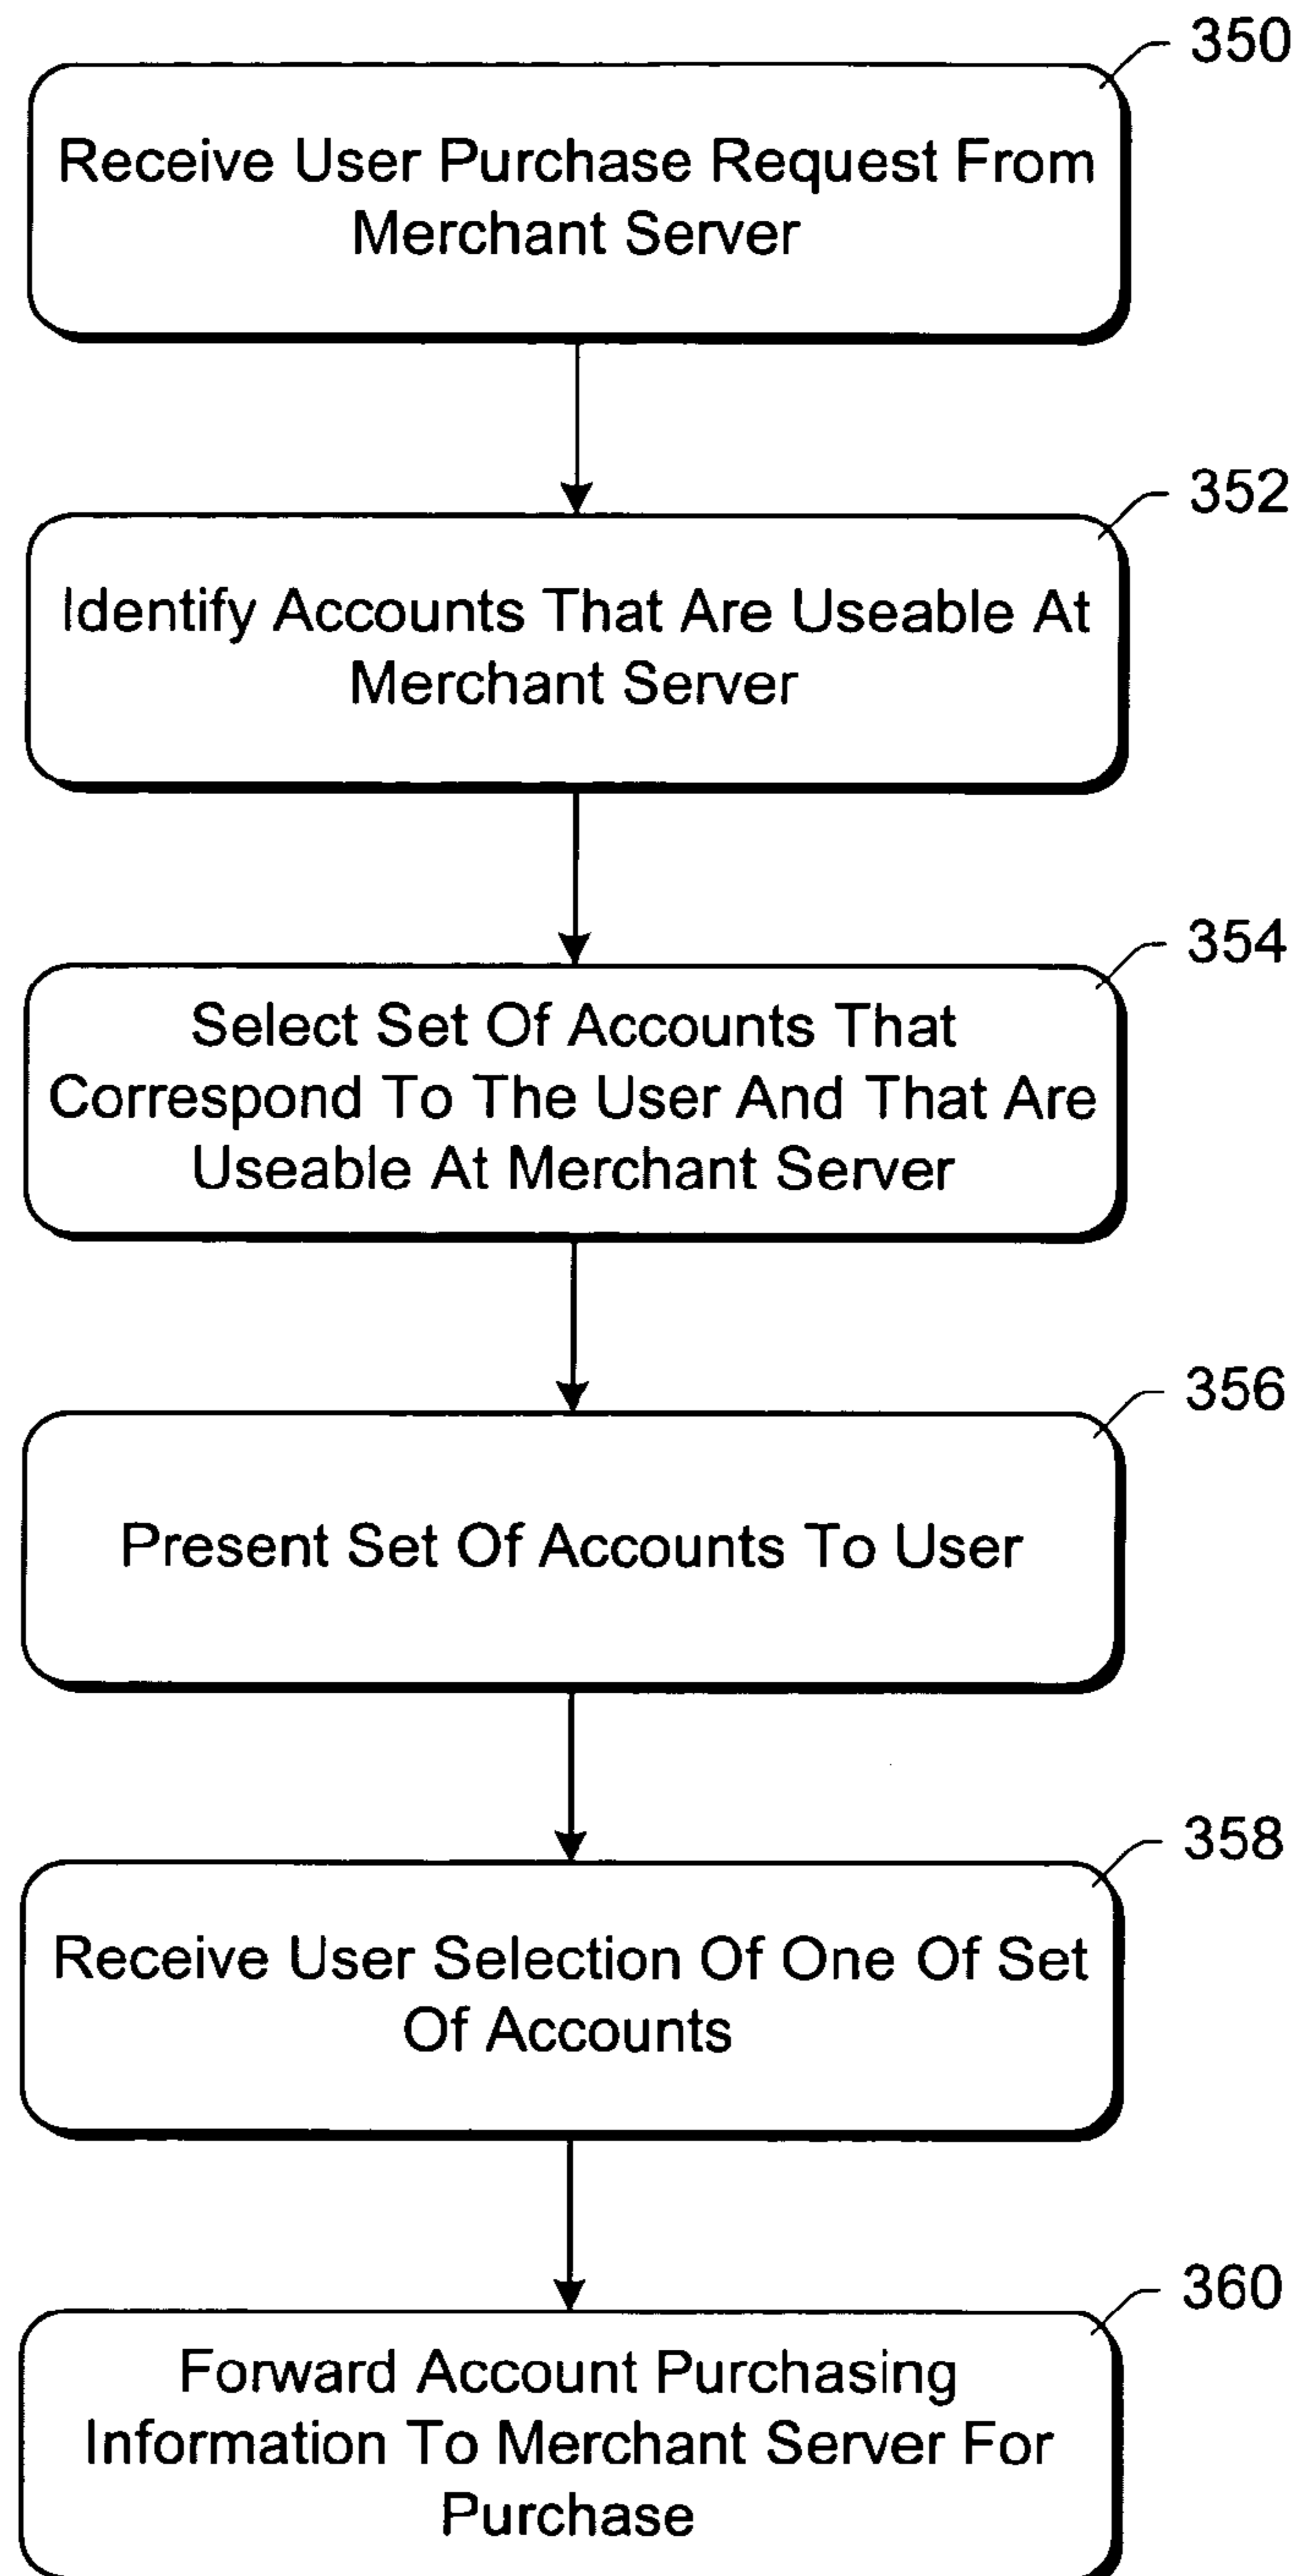 350
Receive User Purchase Request From
Merchant Server
352
Identify Accounts That Are Useable At
Merchant Server
354
Select Set Of Accounts That
Correspond To The User And That Are
Useable At Merchant Server
356
Present Set Of Accounts To User
358
Receive User Selection Of One Of Set
Of Accounts
360
Forward Account Purchasing
Information To Merchant Server For
Purchase